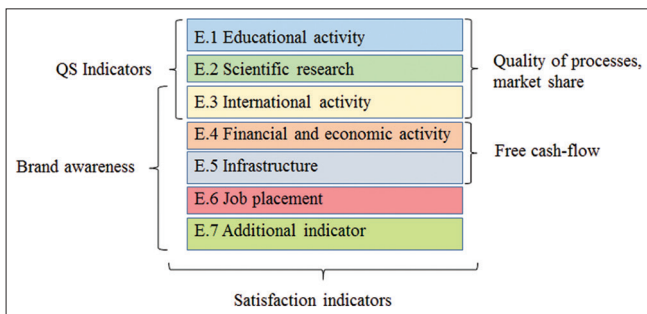 E.1 Educational activity
E.2 Scientific research
E.3 International activity
E.4 Financial and economic activity
E.5 Infrastructure
E.6 Job placement
E.7 Additional indicator
QS Indicators
Brand awareness
Quality of processes,
market share
Free cash-flow
Satisfaction indicators